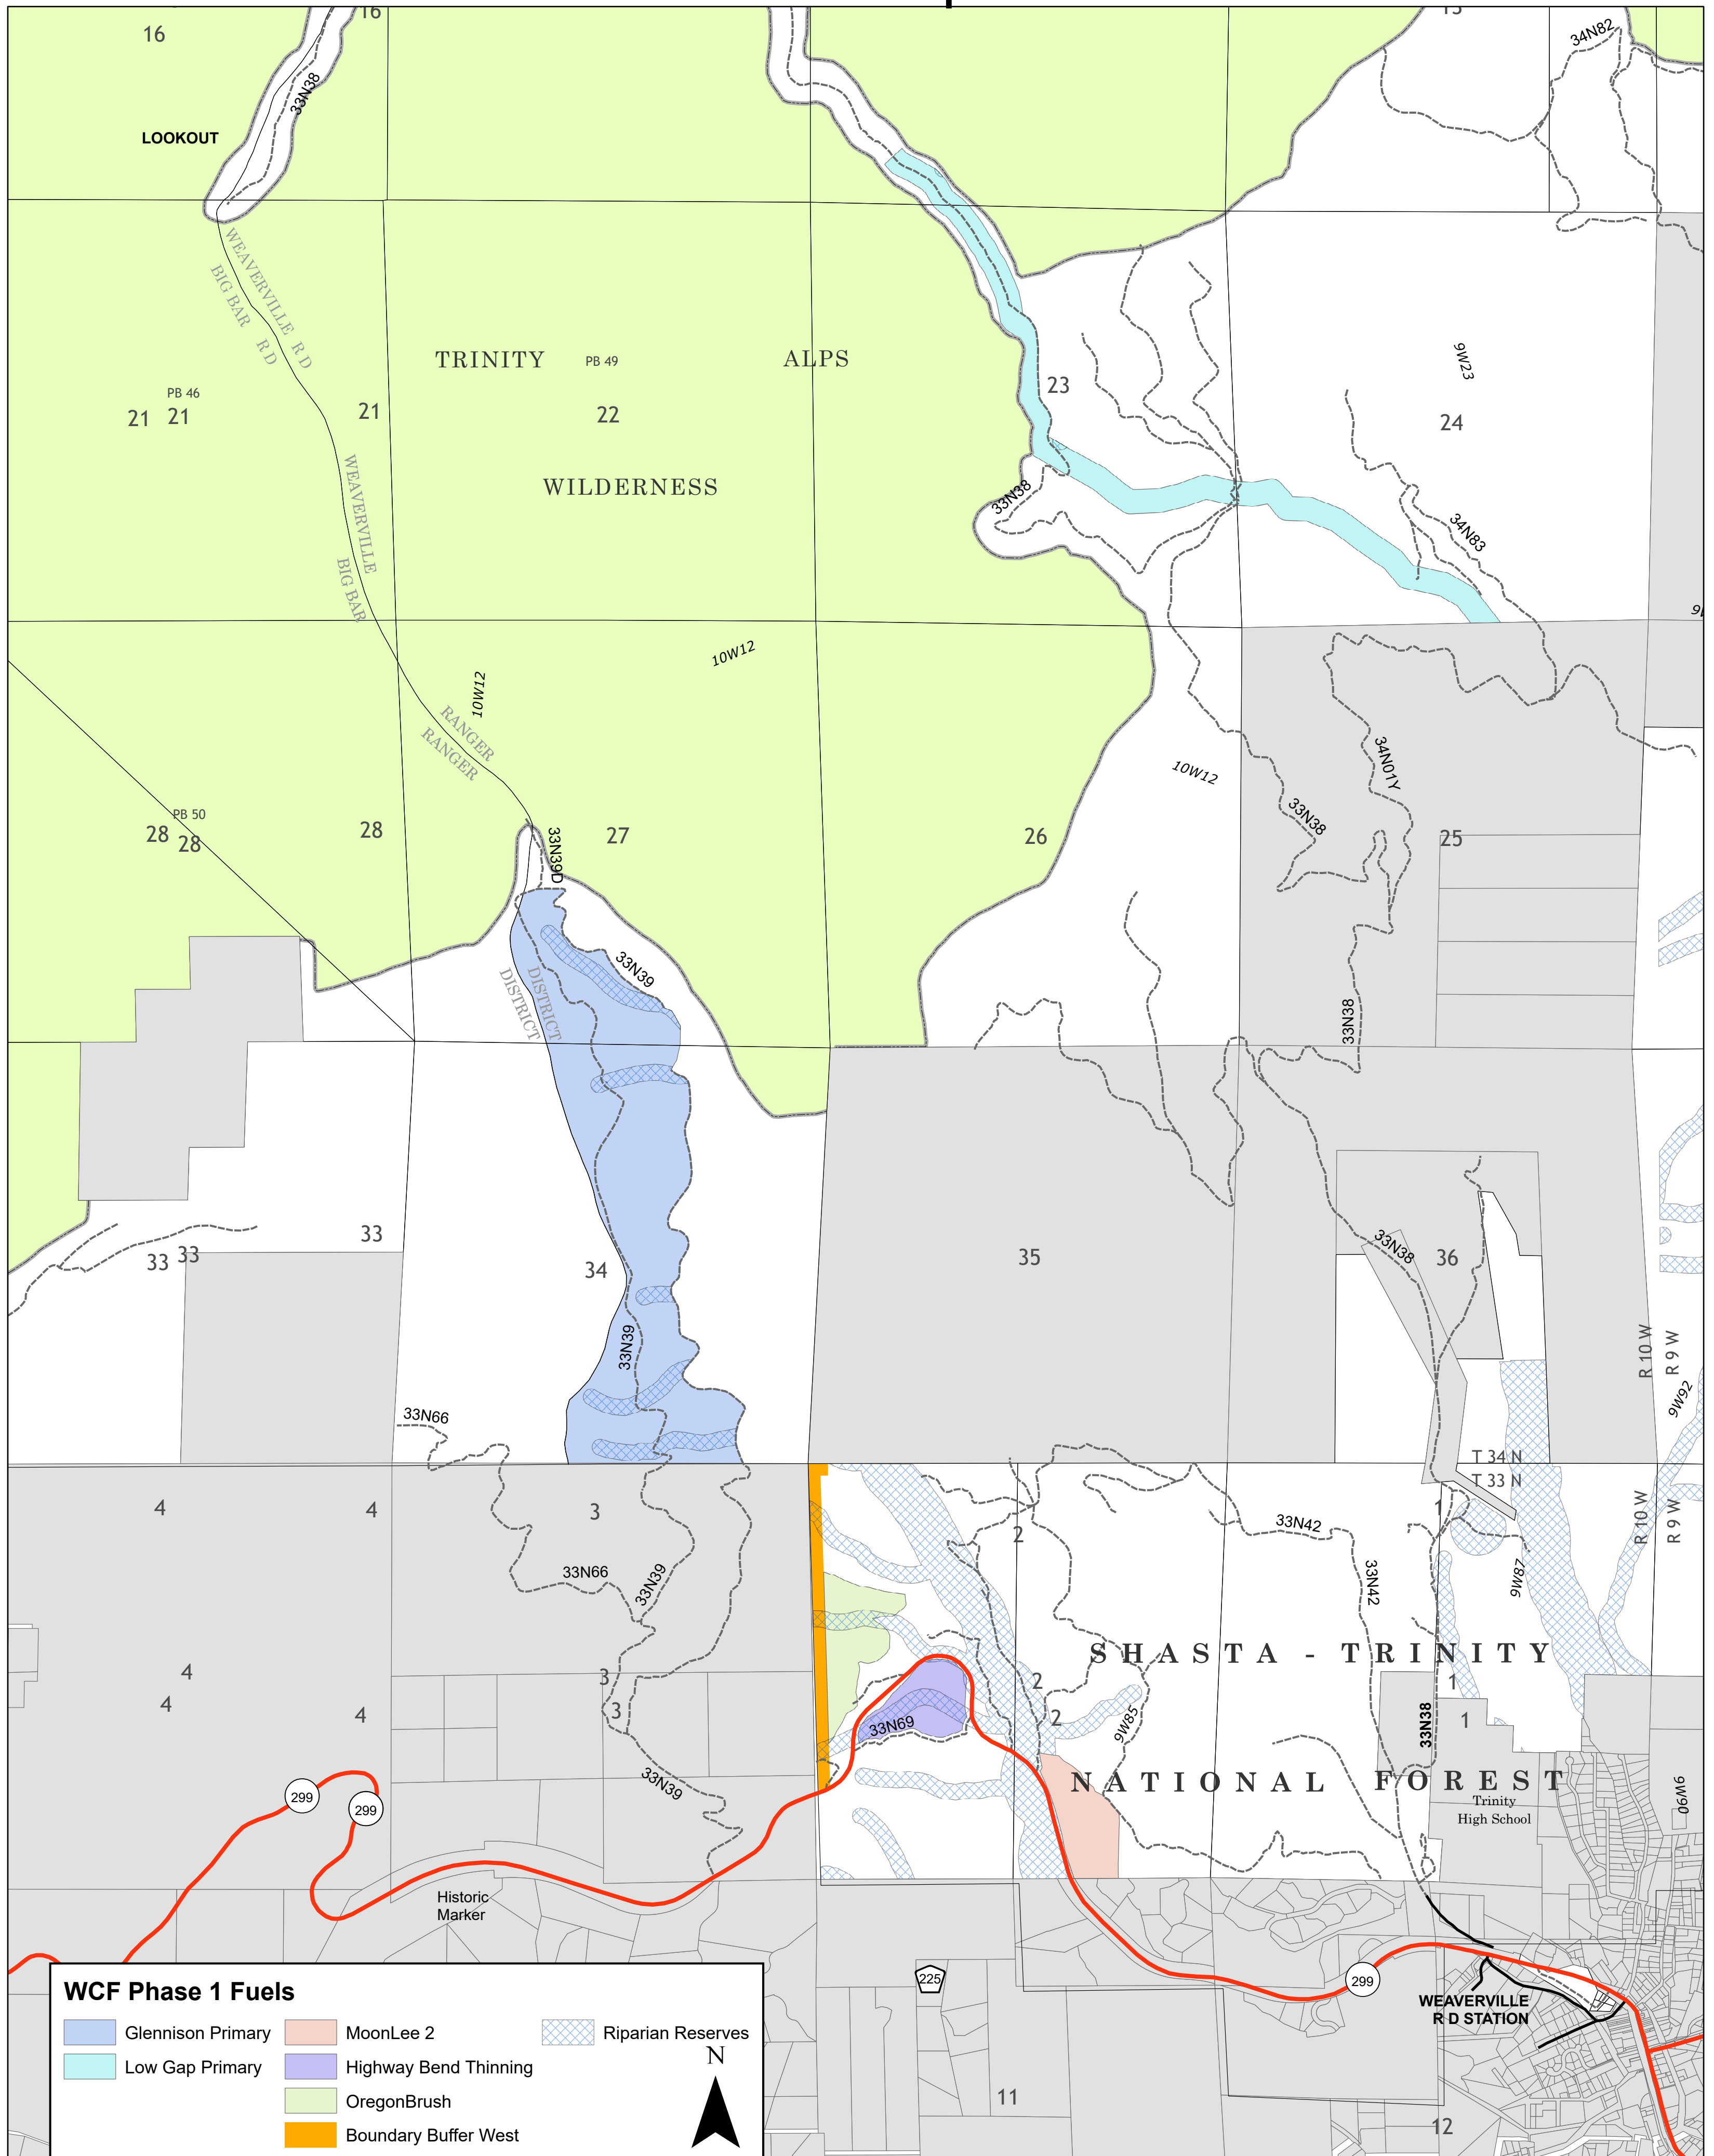 16
16
34N82
33N38
LOOKOUT
WEAVERVILLE R D
BIG BAR R D
TRINITY
PB 49
ALPS
23
9W23
PB 46
21
21
21
22
24
WEAVERVILLE
WILDERNESS
33N38
34N83
BIG BAR
10W12
10W12
RANGER
RANGER
10W12
34N01Y
33N38
PB 50
28
28
28
33N39D
27
26
25
33N39
DISTRICT
DISTRICT
33N38
33
33
33
34
35
33N38
36
33N39
R 10 W
R 9 W
9W92
33N66
T 34 N
T 33 N
4
4
3
2
33N42
1
R 10 W
R 9 W
33N66
33N39
33N42
9W87
SHASTA - TRINITY
4
4
4
3
3
2
2
1
1
33N69
9W85
33N38
33N39
NATIONAL FOREST
Trinity
High School
9W90
299
299
Historic
Marker
225
299
WEAVERVILLE
R D STATION
11
12
WCF Phase 1 Fuels
Glennison Primary
MoonLee 2
Riparian Reserves
Low Gap Primary
Highway Bend Thinning
N
OregonBrush
Boundary Buffer West